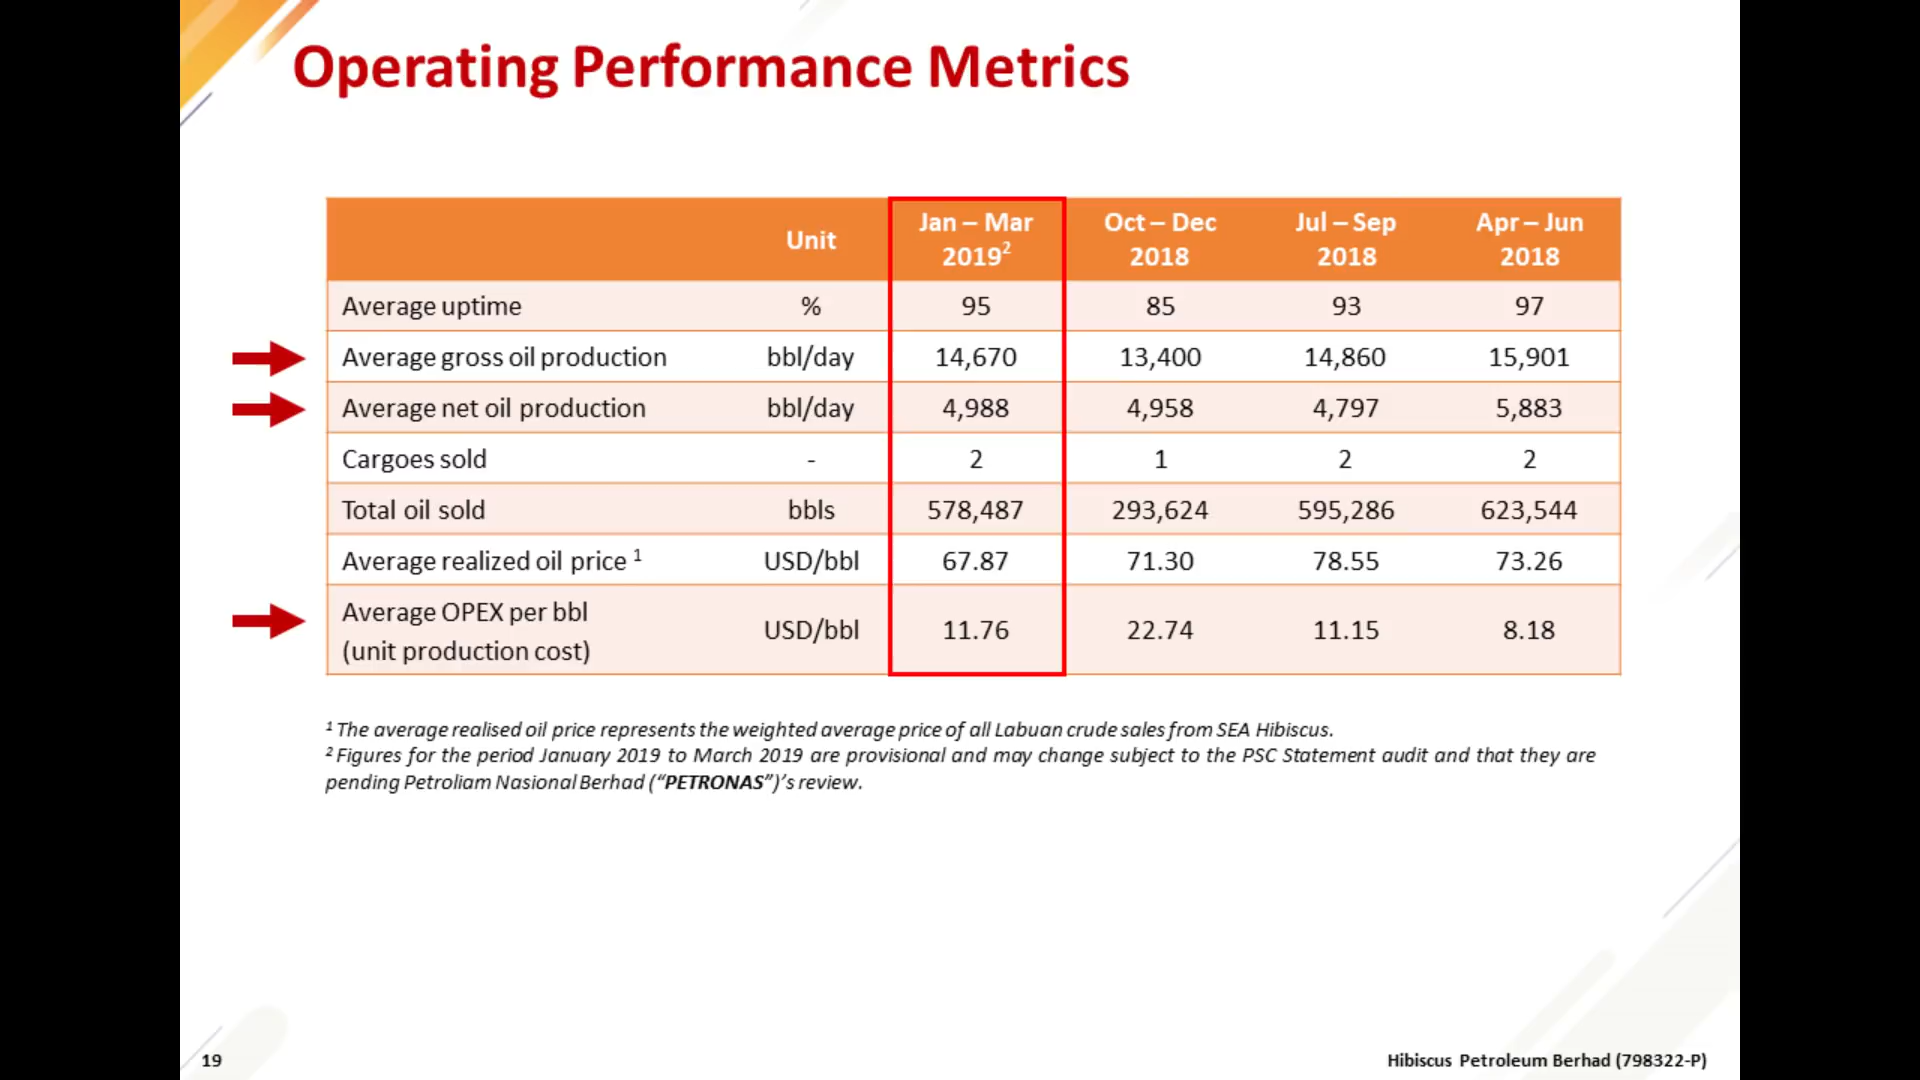 Operating Performance Metrics
Unit Jan – Mar 2019² Oct – Dec 2018 Jul – Sep 2018 Apr – Jun 2018
Average uptime % 95 85 93 97
Average gross oil production bbl/day 14,670 13,400 14,860 15,901
Average net oil production bbl/day 4,988 4,958 4,797 5,883
Cargoes sold - 2 1 2 2
Total oil sold bbls 578,487 293,624 595,286 623,544
Average realized oil price ¹ USD/bbl 67.87 71.30 78.55 73.26
Average OPEX per bbl
(unit production cost) USD/bbl 11.76 22.74 11.15 8.18
¹ The average realised oil price represents the weighted average price of all Labuan crude sales from SEA Hibiscus.
² Figures for the period January 2019 to March 2019 are provisional and may change subject to the PSC Statement audit and that they are
pending Petroliam Nasional Berhad (“PETRONAS”)’s review.
19
Hibiscus Petroleum Berhad (798322-P)